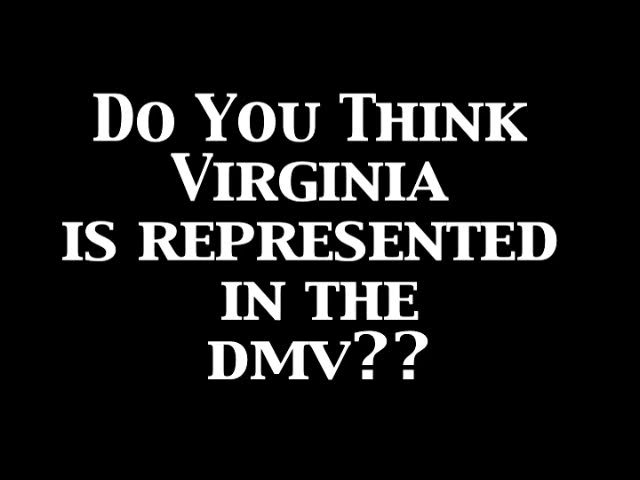 Do You Think
Virginia
is represented
in the
dmv??